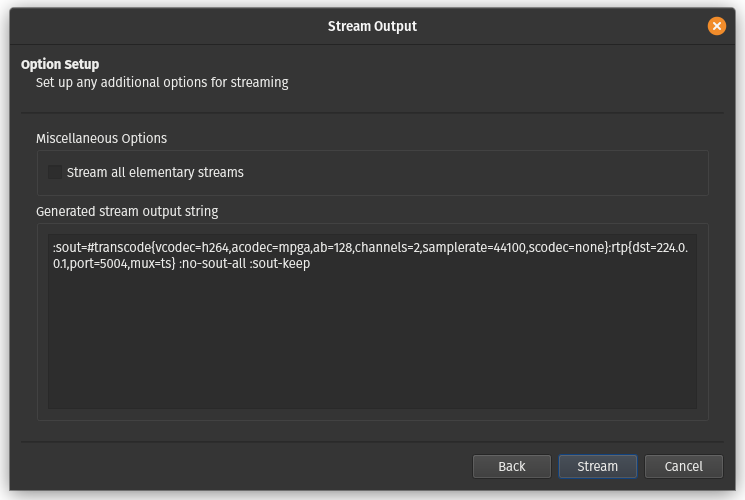 Stream Output
Option Setup
Set up any additional options for streaming
Miscellaneous Options
Stream all elementary streams
Generated stream output string
:sout=#transcode{vcodec=h264,acodec=mpga,ab=128,channels=2,samplerate=44100,scodec=none}:rtp{dst=224.0.
0.1,port=5004,mux=ts} :no-sout-all :sout-keep
Back
Stream
Cancel